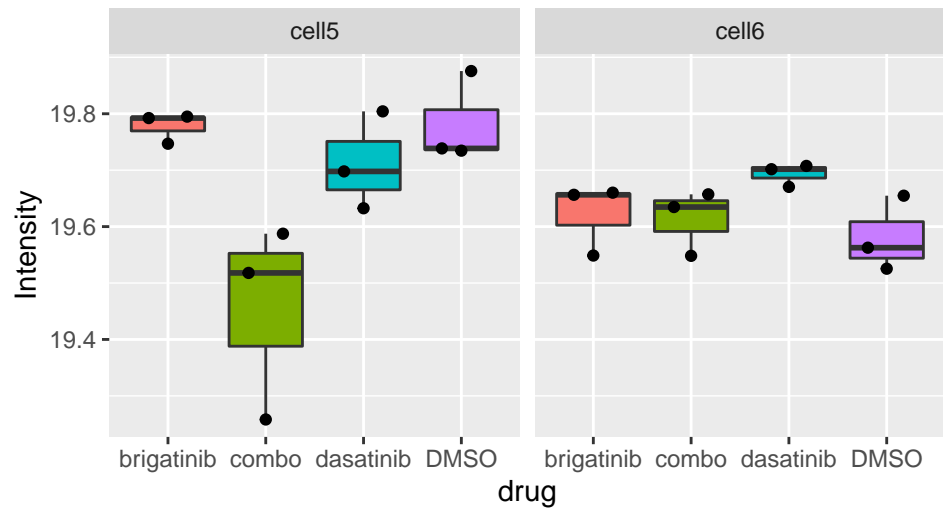 cell5 cell6
Intensity
19.8
19.6
19.4
brigatinib combo dasatinib DMSO brigatinib combo dasatinib DMSO
drug